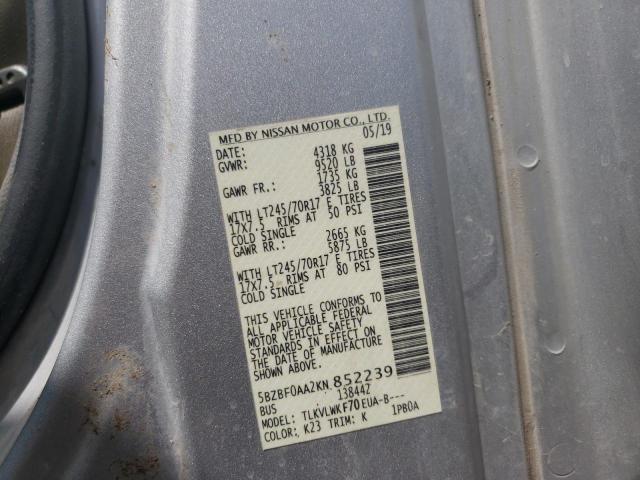 MFD BY NISSAN MOTOR CO., LTD.
DATE: 05/19
GVWR: 4318 KG
9520 LB
GAWR FR.: 1735 KG
3825 LB
WITH LT245/70R17 E TIRES
17X7.5 RIMS AT 50 PSI
COLD SINGLE
GAWR RR.: 2665 KG
5875 LB
WITH LT245/70R17 E TIRES
17X7.5 RIMS AT 80 PSI
COLD SINGLE
THIS VEHICLE CONFORMS TO
ALL APPLICABLE FEDERAL
MOTOR VEHICLE SAFETY
STANDARDS IN EFFECT ON
THE DATE OF MANUFACTURE
SHOWN ABOVE.
5BZBF0AA2KN852239
BUS 138442
MODEL: TLKVLWKF70EUA-B---
COLOR: K23 TRIM: K 1PB0A